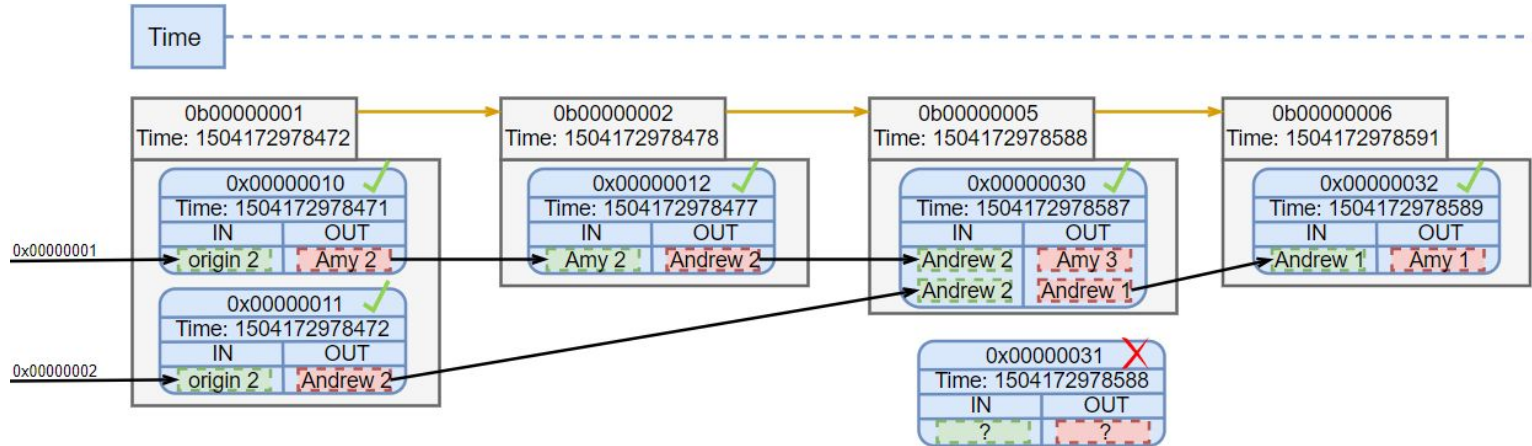 Time
0b00000001
Time: 1504172978472
0b00000002
Time: 1504172978478
0b00000005
Time: 1504172978588
0b00000006
Time: 1504172978591
0x00000001
0x00000002
0x00000010
Time: 1504172978471
IN OUT
origin 2 Amy 2
0x00000011
Time: 1504172978472
IN OUT
origin 2 Andrew 2
0x00000012
Time: 1504172978477
IN OUT
Amy 2 Andrew 2
0x00000030
Time: 1504172978587
IN OUT
Andrew 2 Amy 3
Andrew 2 Andrew 1
0x00000031
Time: 1504172978588
IN OUT
? ?
0x00000032
Time: 1504172978589
IN OUT
Andrew 1 Amy 1